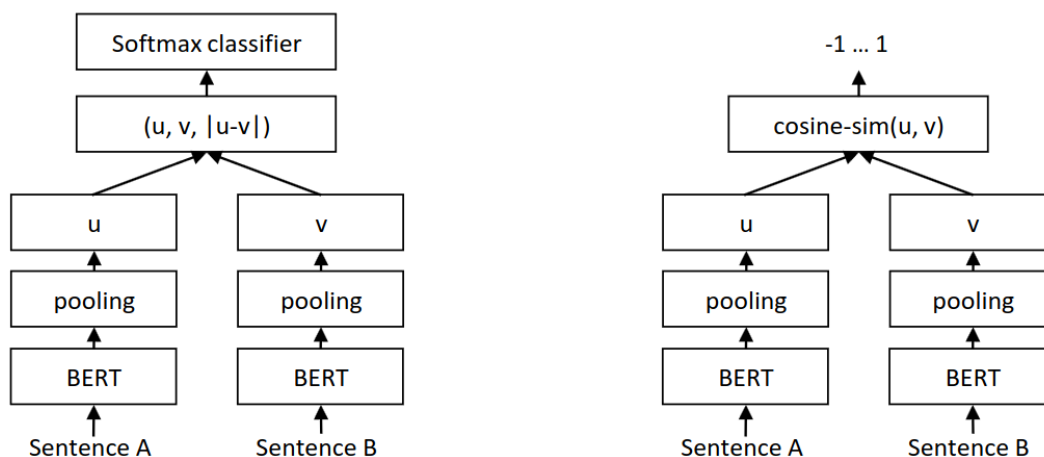 Softmax classifier
(u, v, |u-v|)
u
v
pooling
pooling
BERT
BERT
Sentence A
Sentence B
-1 … 1
cosine-sim(u, v)
u
v
pooling
pooling
BERT
BERT
Sentence A
Sentence B